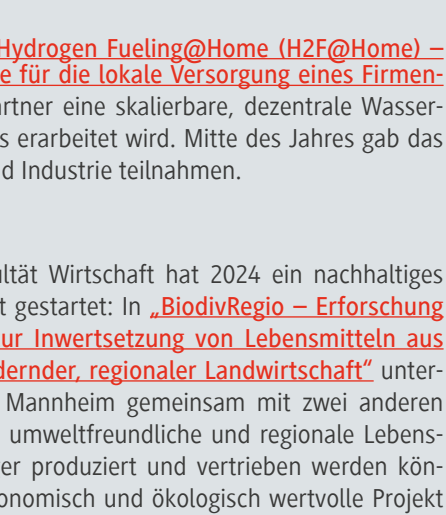 Hydrogen Fueling@Home (H2F@Home) –
e für die lokale Versorgung eines Firmen-
artner eine skalierbare, dezentrale Wasser-
s erarbeitet wird. Mitte des Jahres gab das
d Industrie teilnahmen.
ultät Wirtschaft hat 2024 ein nachhaltiges
t gestartet: In „BiodivRegio – Erforschung
ur Inwertsetzung von Lebensmitteln aus
dernder, regionaler Landwirtschaft“ unter-
Mannheim gemeinsam mit zwei anderen
umweltfreundliche und regionale Lebens-
er produziert und vertrieben werden kön-
onomisch und ökologisch wertvolle Projekt